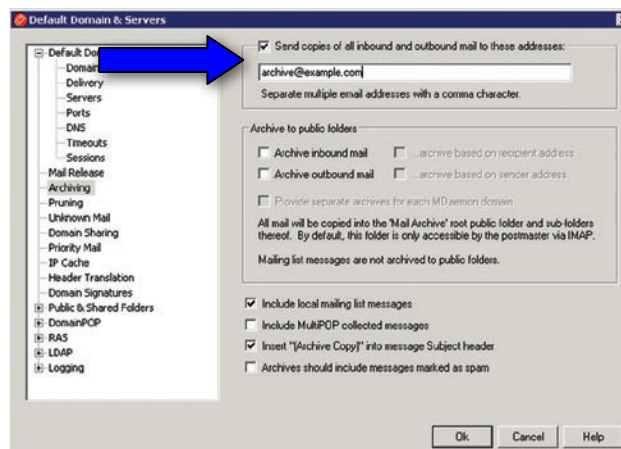 Default Domain & Servers
Default Do
Domain
Delivery
Servers
Ports
DNS
Timeouts
Sessions
Mail Release
Archiving
Pruning
Unknown Mail
Domain Sharing
Priority Mail
IP Cache
Header Translation
Domain Signatures
Public & Shared Folders
DomainPOP
RAS
LDAP
Logging
Send copies of all inbound and outbound mail to these addresses:
archive@example.com
Separate multiple email addresses with a comma character.
Archive to public folders
Archive inbound mail ...archive based on recipient address
Archive outbound mail ...archive based on sender address
Provide separate archives for each MDaemon domain
All mail will be copied into the 'Mail Archive' root public folder and sub-folders
thereof. By default, this folder is only accessible by the postmaster via IMAP.
Mailing list messages are not archived to public folders.
Include local mailing list messages
Include MultiPOP collected messages
Insert "(Archive Copy)" into message Subject header
Archives should include messages marked as spam
Ok Cancel Help